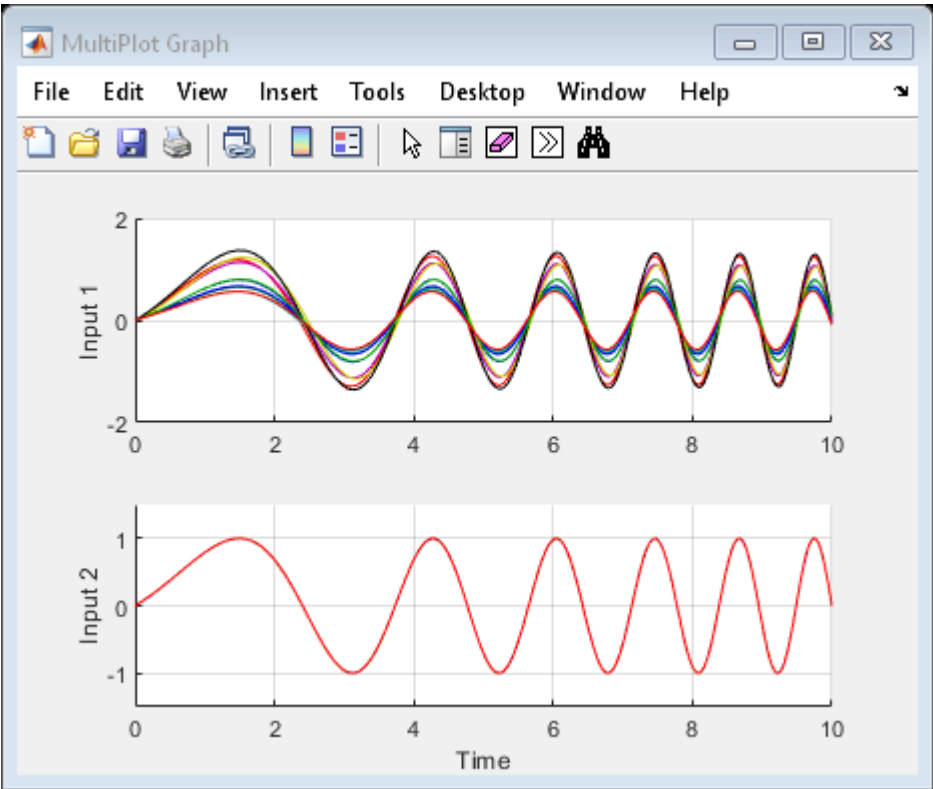 MultiPlot Graph
File Edit View Insert Tools Desktop Window Help
2
0
-2
Input 1
0 2 4 6 8 10
1
0
-1
Input 2
0 2 4 6 8 10
Time